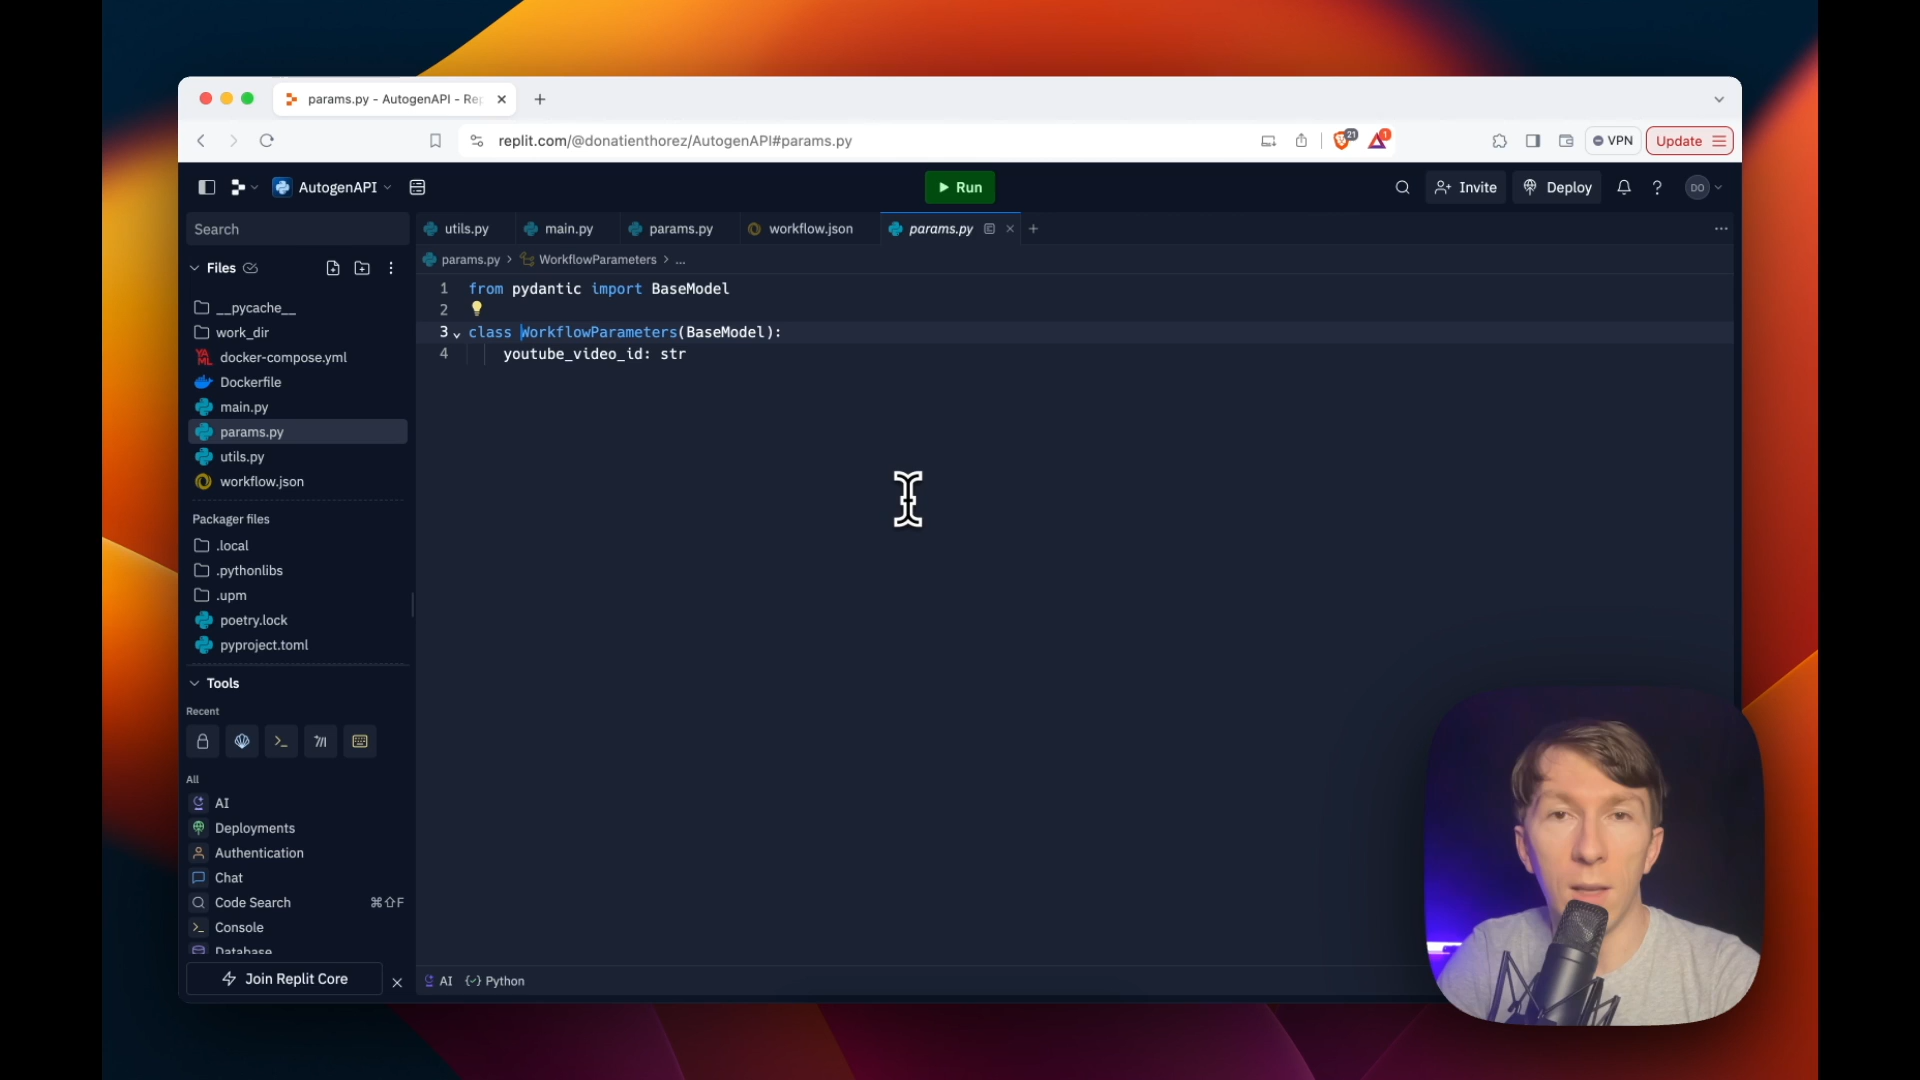 params.py - AutogenAPI - Rep
replit.com/@donatienthorez/AutogenAPI#params.py
21
1
VPN
Update
AutogenAPI
Run
Invite
Deploy
?
DO
Search
utils.py
main.py
params.py
workflow.json
params.py
Files
params.py > WorkflowParameters > ...
1 from pydantic import BaseModel
2
3 class WorkflowParameters(BaseModel):
4 youtube_video_id: str
__pycache__
work_dir
docker-compose.yml
Dockerfile
main.py
params.py
utils.py
workflow.json
Packager files
.local
.pythonlibs
.upm
poetry.lock
pyproject.toml
Tools
Recent
All
AI
Deployments
Authentication
Chat
Code Search ⌘⇧F
Console
Database
Join Replit Core
AI
Python